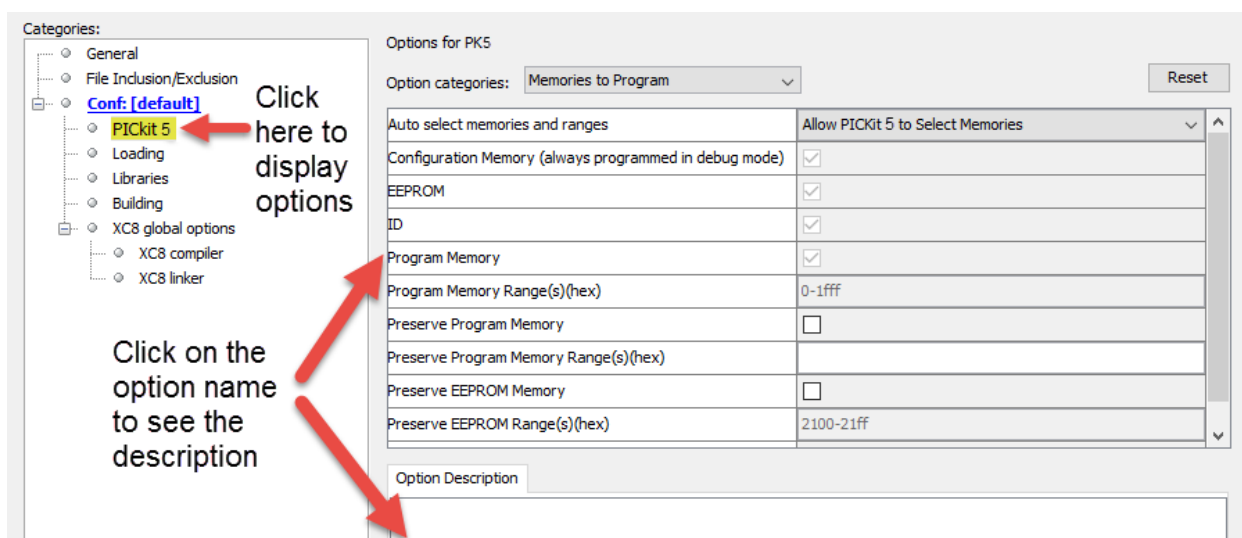 Categories:
General
File Inclusion/Exclusion
Conf: [default]
PICkit 5
Loading
Libraries
Building
XC8 global options
XC8 compiler
XC8 linker
Click
here to
display
options
Click on the
option name
to see the
description
Options for PK5
Option categories: Memories to Program
Reset
Auto select memories and ranges Allow PICKit 5 to Select Memories
Configuration Memory (always programmed in debug mode)
EEPROM
ID
Program Memory
Program Memory Range(s)(hex) 0-1fff
Preserve Program Memory
Preserve Program Memory Range(s)(hex)
Preserve EEPROM Memory
Preserve EEPROM Range(s)(hex) 2100-21ff
Option Description